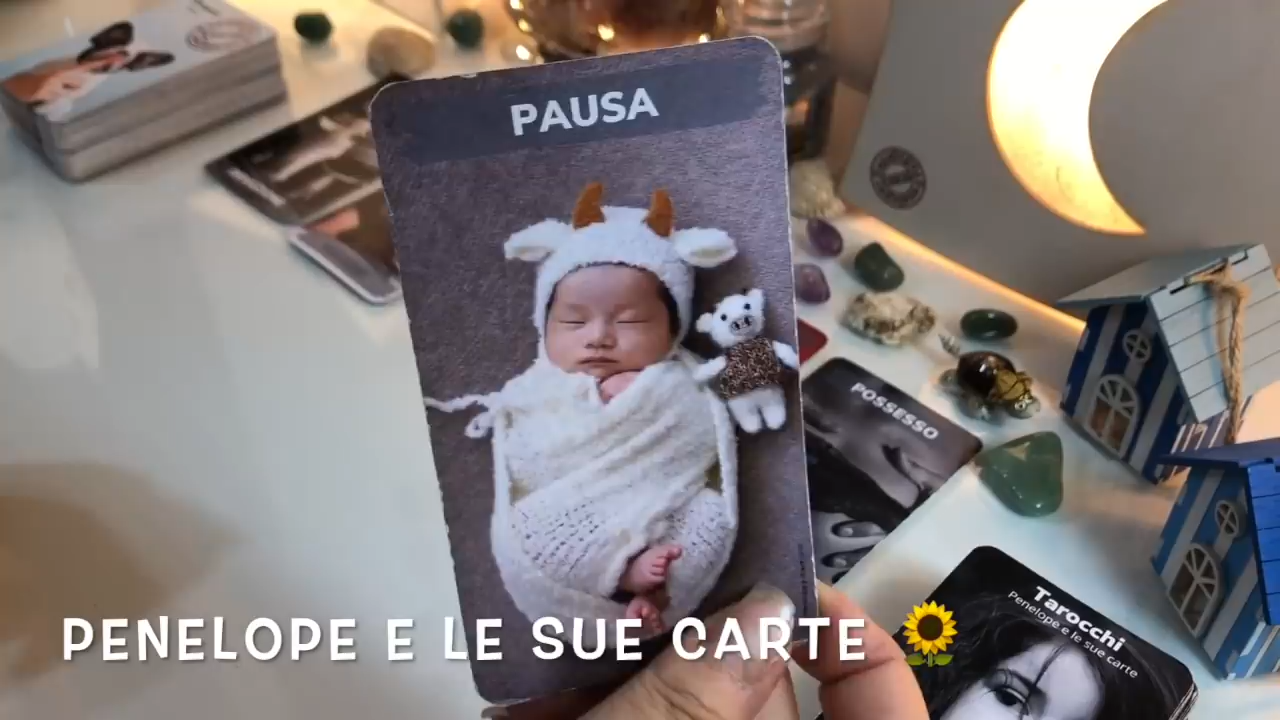 PAUSA
POSSESSO
Tarocchi
Penelope e le sue carte
PENELOPE E LE SUE CARTE